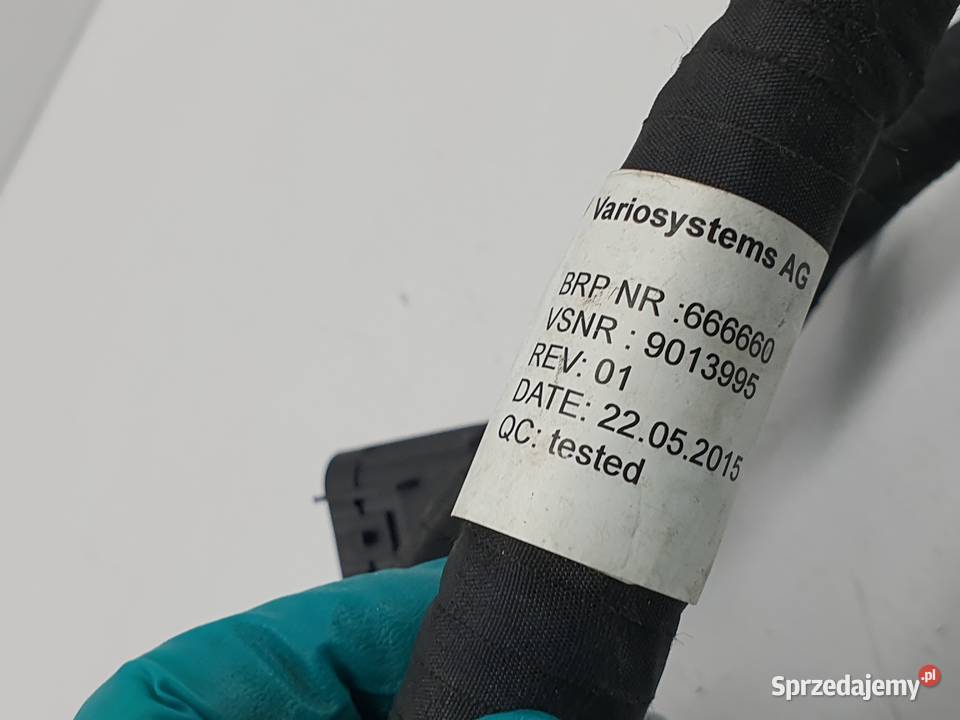 Variosystems AG
BRP NR :666660
VSNR : 9013995
REV: 01
DATE: 22.05.2015
QC: tested
Sprzedajemy.pl